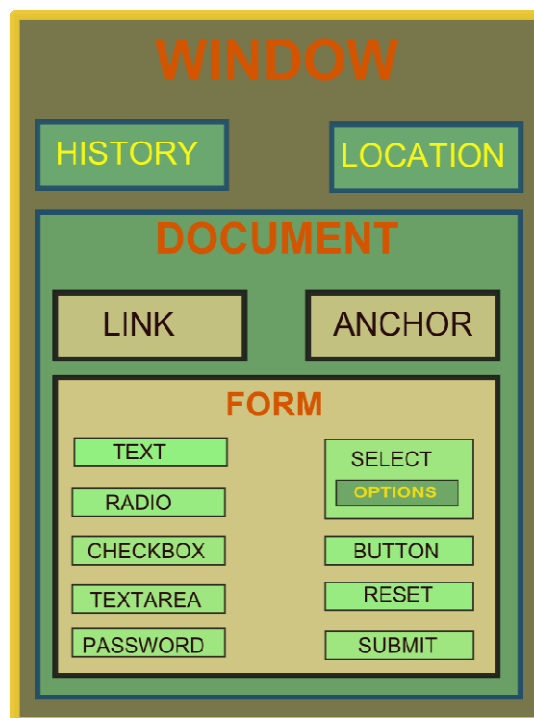 WINDOW
HISTORY
LOCATION
DOCUMENT
LINK
ANCHOR
FORM
TEXT
RADIO
CHECKBOX
TEXTAREA
PASSWORD
SELECT
OPTIONS
BUTTON
RESET
SUBMIT